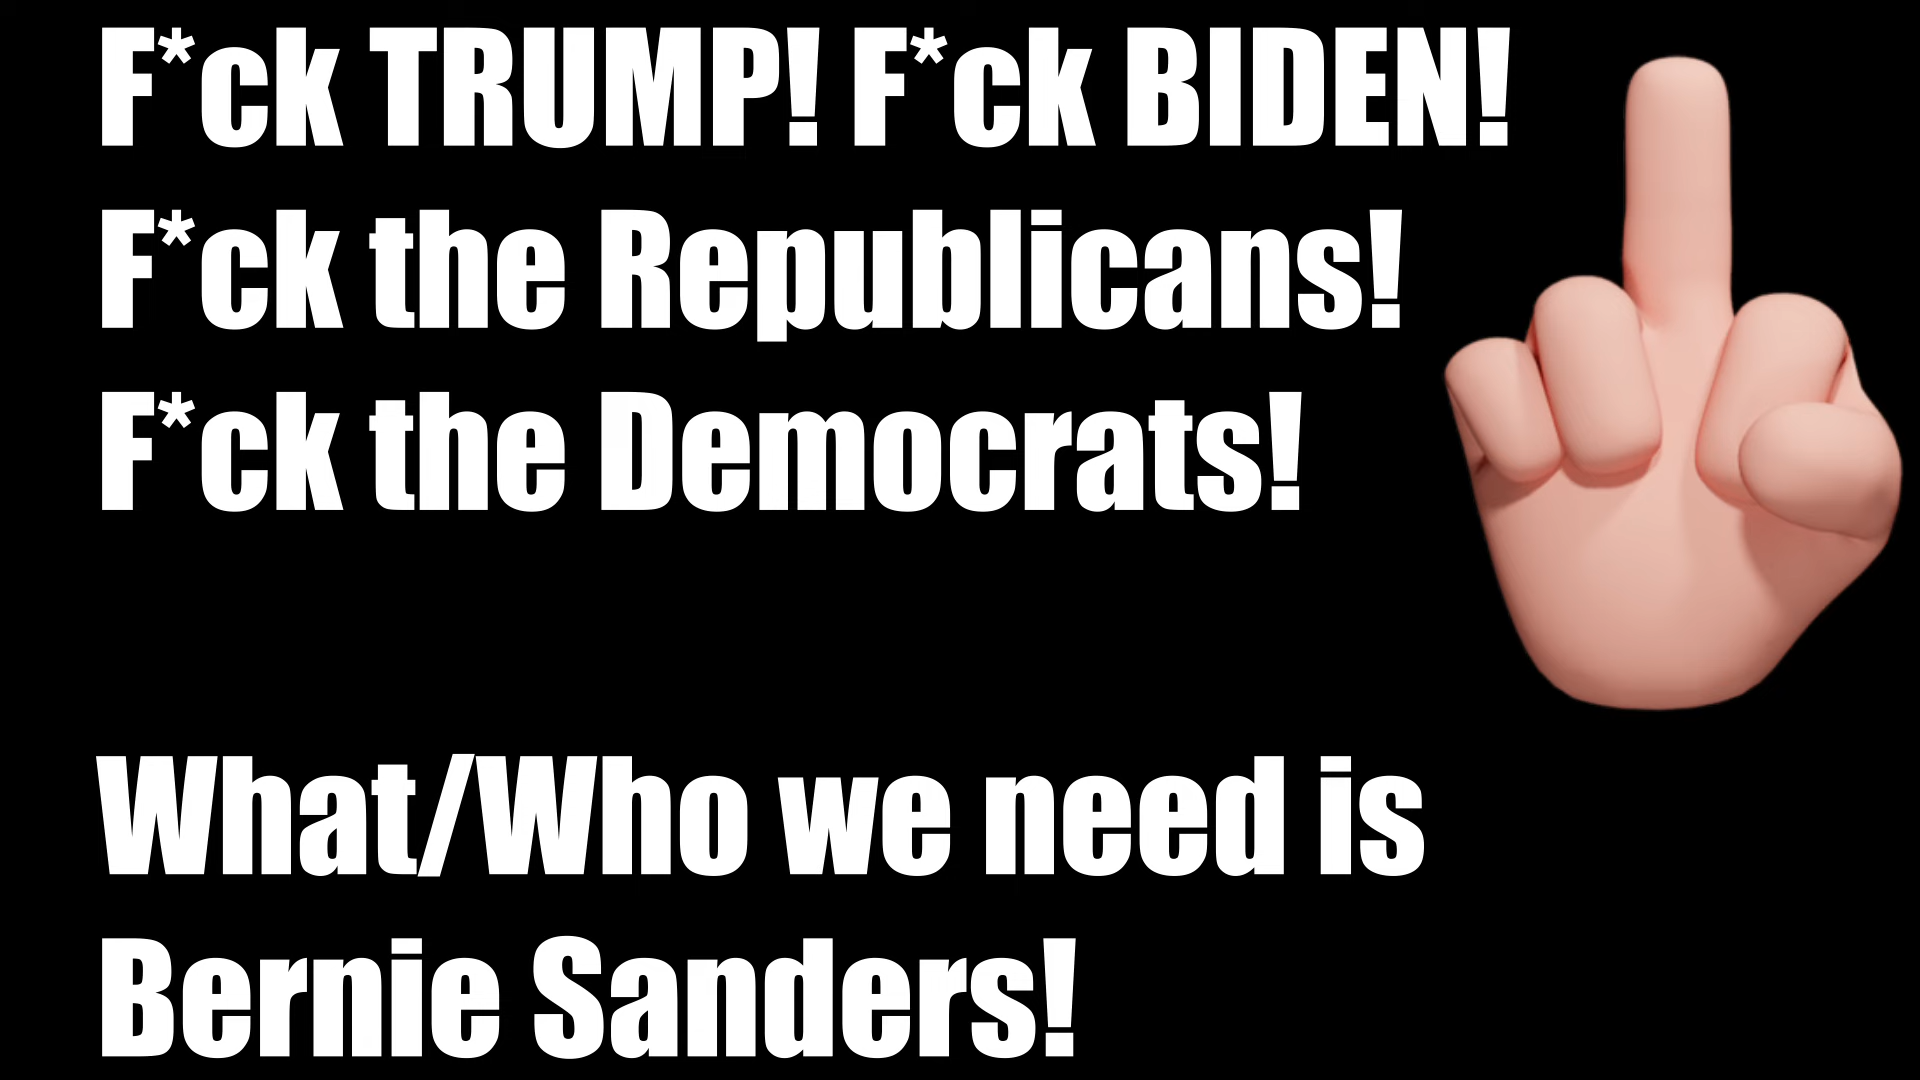 F*ck TRUMP! F*ck BIDEN!
F*ck the Republicans!
F*ck the Democrats!
What/Who we need is
Bernie Sanders!